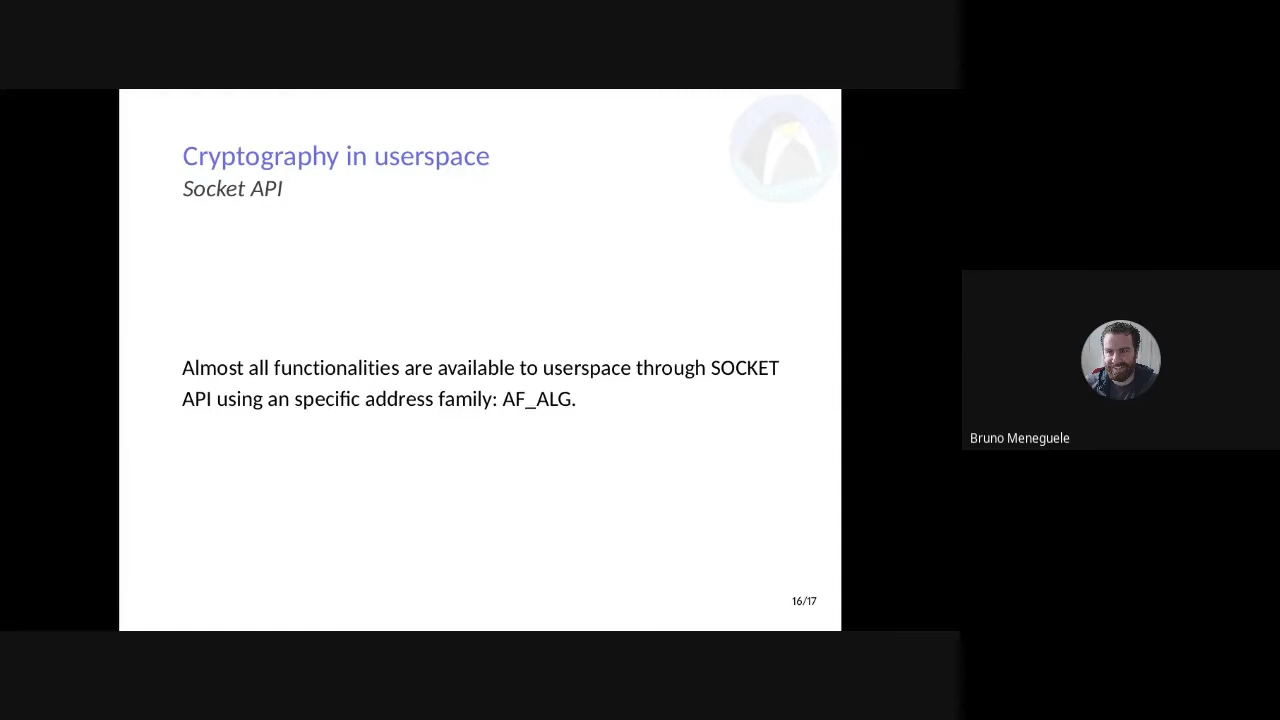 Cryptography in userspace
Socket API
Almost all functionalities are available to userspace through SOCKET
API using an specific address family: AF_ALG.
16/17
Bruno Meneguele